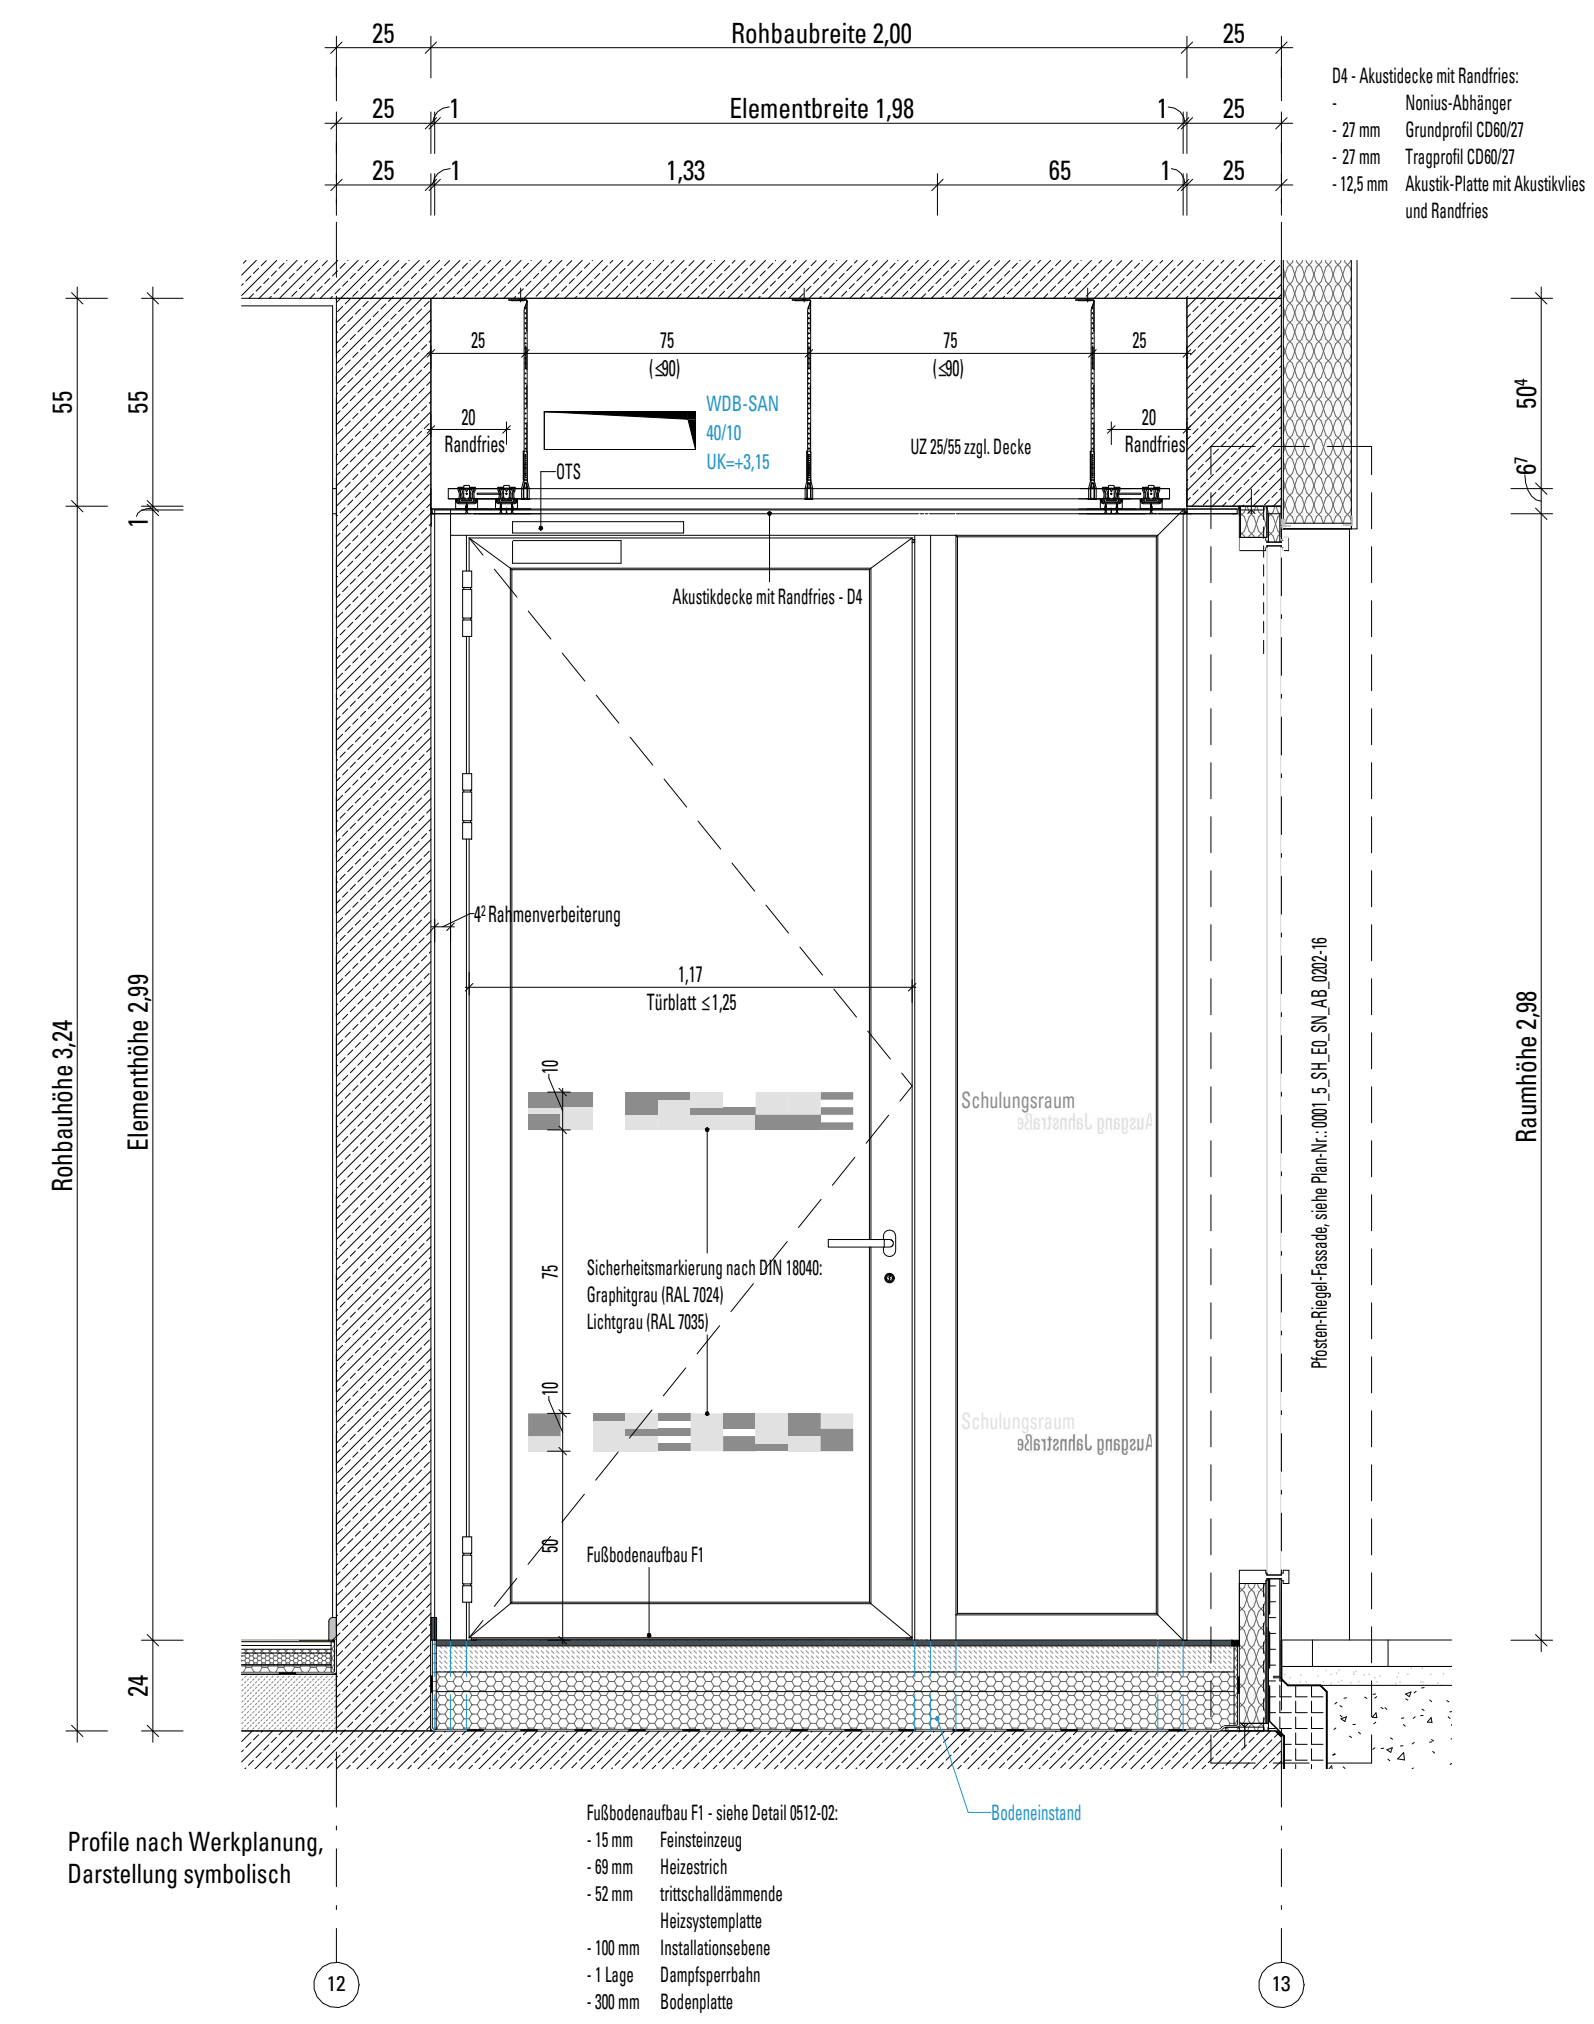 25 Rohbaubreite 2,00 25
25 1 Elementbreite 1,98 1 25
25 1 1,33 65 1 25
D4 - Akustidecke mit Randfries:
- Nonius-Abhänger
- 27 mm Grundprofil CD60/27
- 27 mm Tragprofil CD60/27
- 12,5 mm Akustik-Platte mit Akustikvlies
und Randfries
25 75 75 25
(≤90) (≤90)
55
55
50⁴
6⁷
1
20
Randfries
WDB-SAN
40/10
UK=+3,15
UZ 25/55 zzgl. Decke
20
Randfries
OTS
Akustikdecke mit Randfries - D4
4² Rahmenverbeiterung
1,17
Türblatt ≤1,25
Rohbauhöhe 3,24
Elementhöhe 2,99
Raumhöhe 2,98
Pfosten-Riegel-Fassade, siehe Plan-Nr.: 0001_5_SH_E0_SN_AB_0202-16
10
Schulungsraum
Ausgang Jahnstraße
75
Sicherheitsmarkierung nach DIN 18040:
Graphitgrau (RAL 7024)
Lichtgrau (RAL 7035)
10
Schulungsraum
Ausgang Jahnstraße
50
Fußbodenaufbau F1
24
Bodeneinstand
Fußbodenaufbau F1 - siehe Detail 0512-02:
- 15 mm Feinsteinzeug
- 69 mm Heizestrich
- 52 mm trittschalldämmende
Heizsystemplatte
- 100 mm Installationsebene
- 1 Lage Dampfsperrbahn
- 300 mm Bodenplatte
Profile nach Werkplanung,
Darstellung symbolisch
12
13